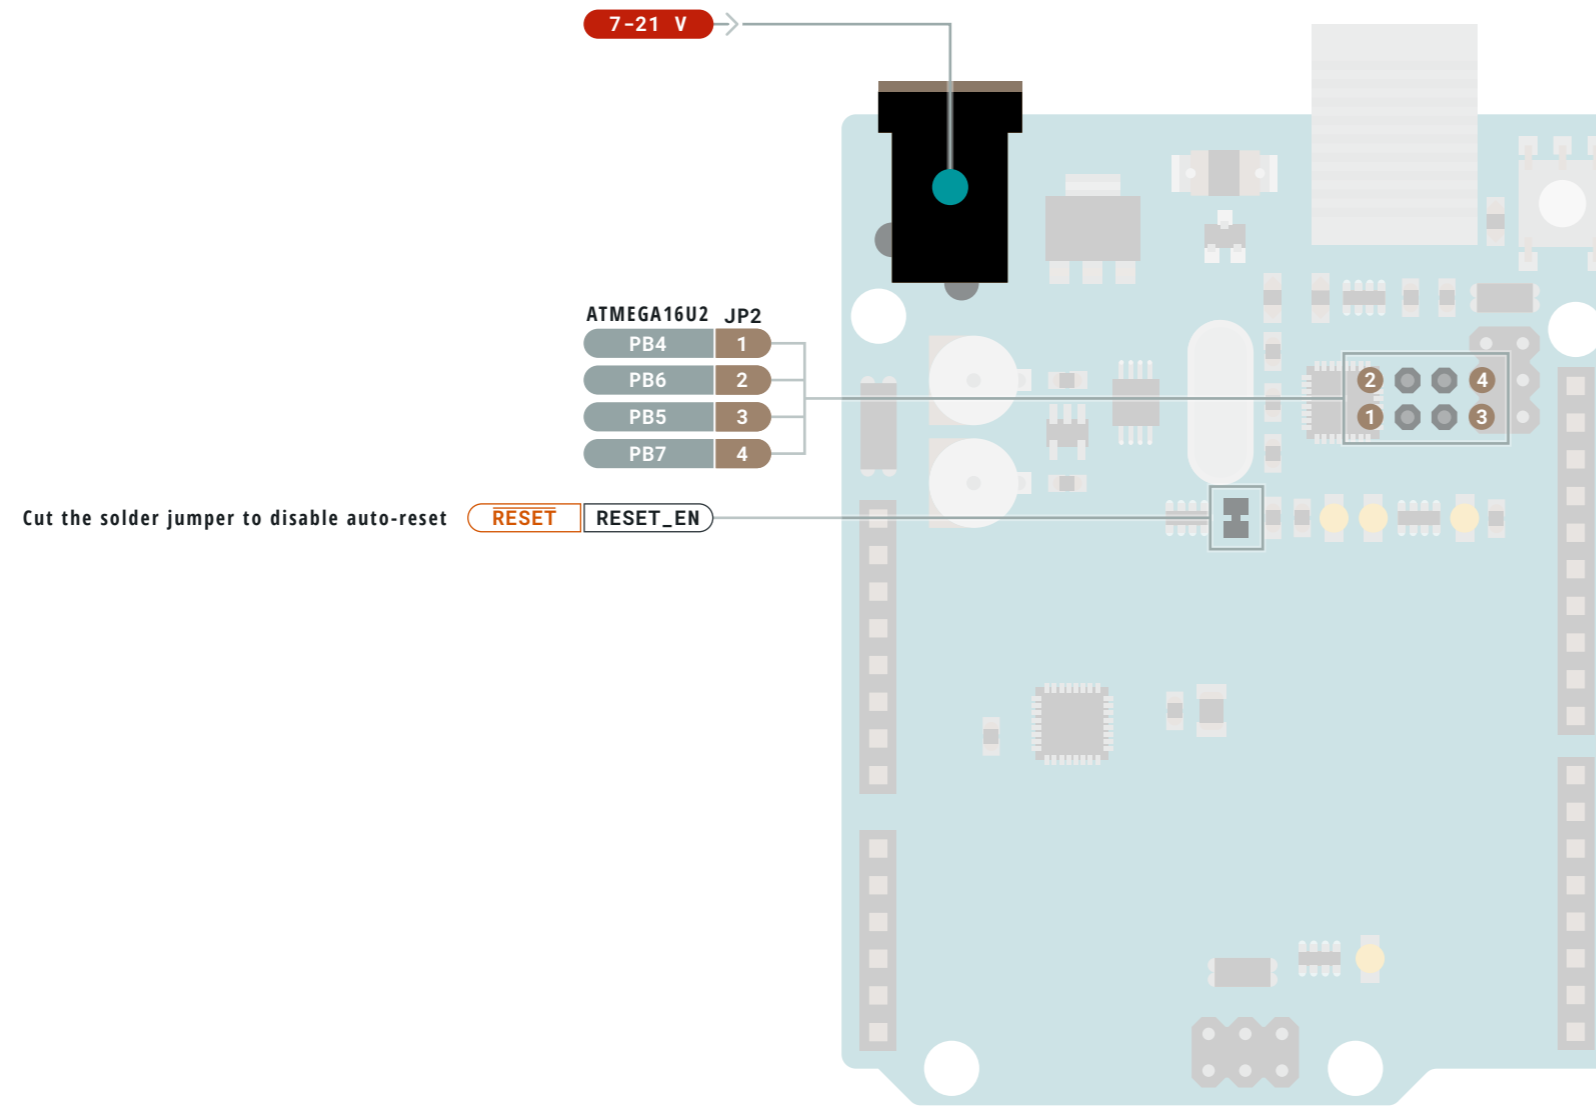 7-21 V
ATMEGA16U2 JP2
PB4 1
PB6 2
PB5 3
PB7 4
2 4
1 3
Cut the solder jumper to disable auto-reset RESET RESET_EN